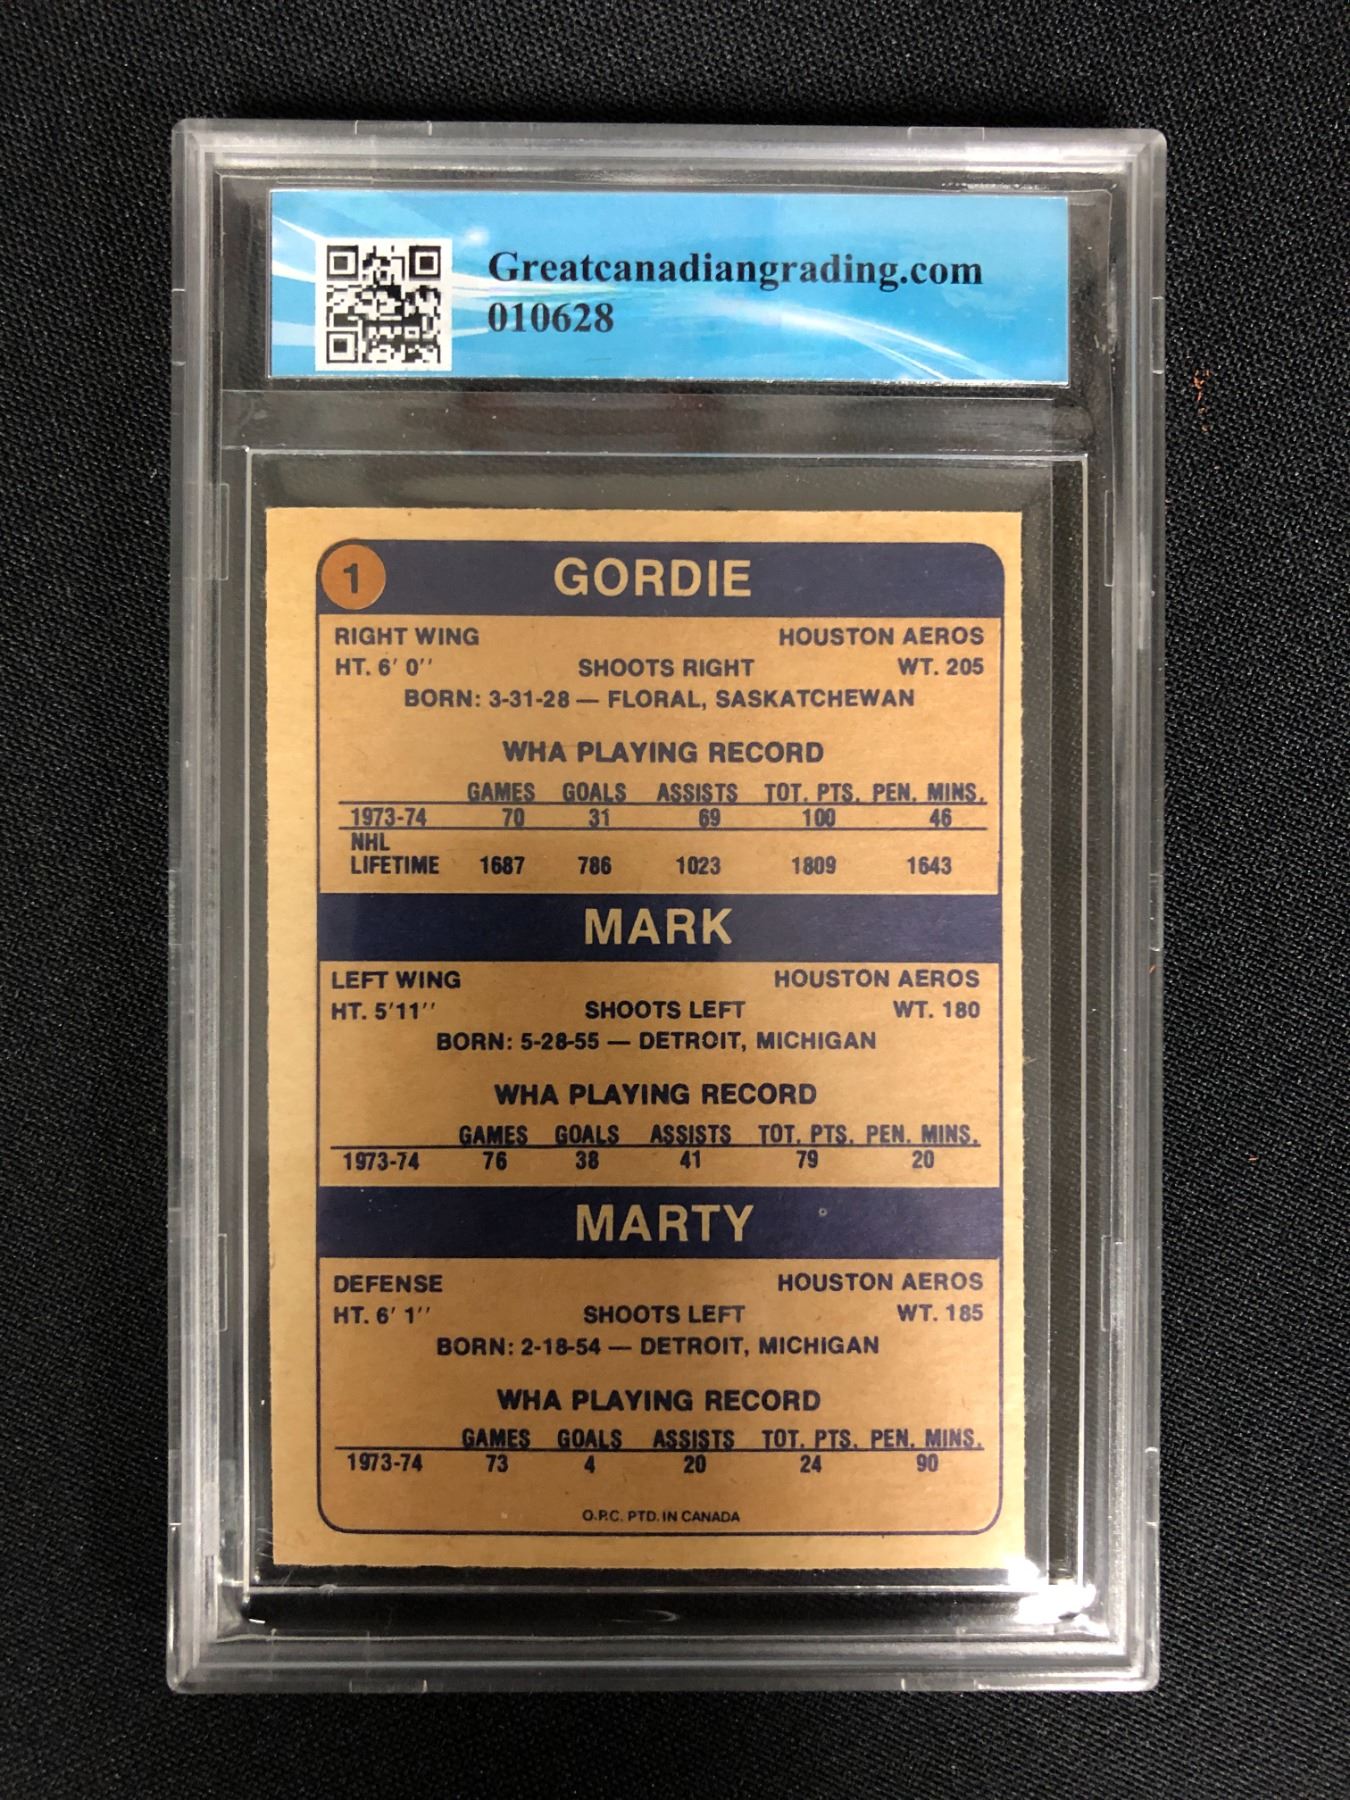 Greatcanadiangrading.com
010628
1 GORDIE
RIGHT WING HOUSTON AEROS
HT. 6' 0'' SHOOTS RIGHT WT. 205
BORN: 3-31-28 — FLORAL, SASKATCHEWAN
WHA PLAYING RECORD
GAMES GOALS ASSISTS TOT. PTS. PEN. MINS.
1973-74 70 31 69 100 46
NHL
LIFETIME 1687 786 1023 1809 1643
MARK
LEFT WING HOUSTON AEROS
HT. 5'11'' SHOOTS LEFT WT. 180
BORN: 5-28-55 — DETROIT, MICHIGAN
WHA PLAYING RECORD
GAMES GOALS ASSISTS TOT. PTS. PEN. MINS.
1973-74 76 38 41 79 20
MARTY
DEFENSE HOUSTON AEROS
HT. 6' 1'' SHOOTS LEFT WT. 185
BORN: 2-18-54 — DETROIT, MICHIGAN
WHA PLAYING RECORD
GAMES GOALS ASSISTS TOT. PTS. PEN. MINS.
1973-74 73 4 20 24 90
O.P.C. PTD. IN CANADA